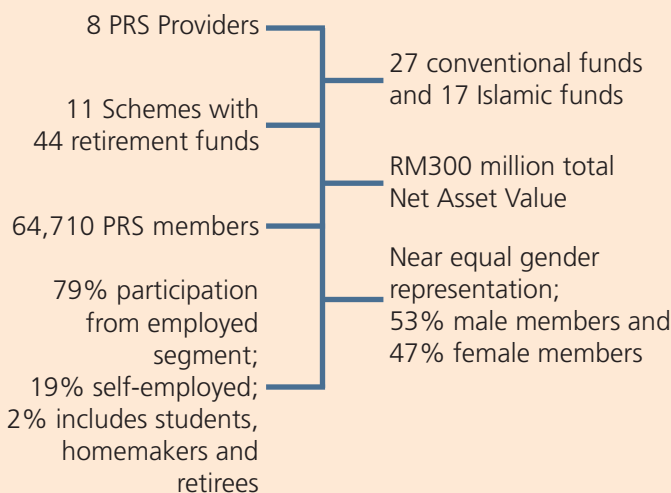 8 PRS Providers
27 conventional funds
and 17 Islamic funds
11 Schemes with
44 retirement funds
RM300 million total
Net Asset Value
64,710 PRS members
Near equal gender
representation;
53% male members and
47% female members
79% participation
from employed
segment;
19% self-employed;
2% includes students,
homemakers and
retirees